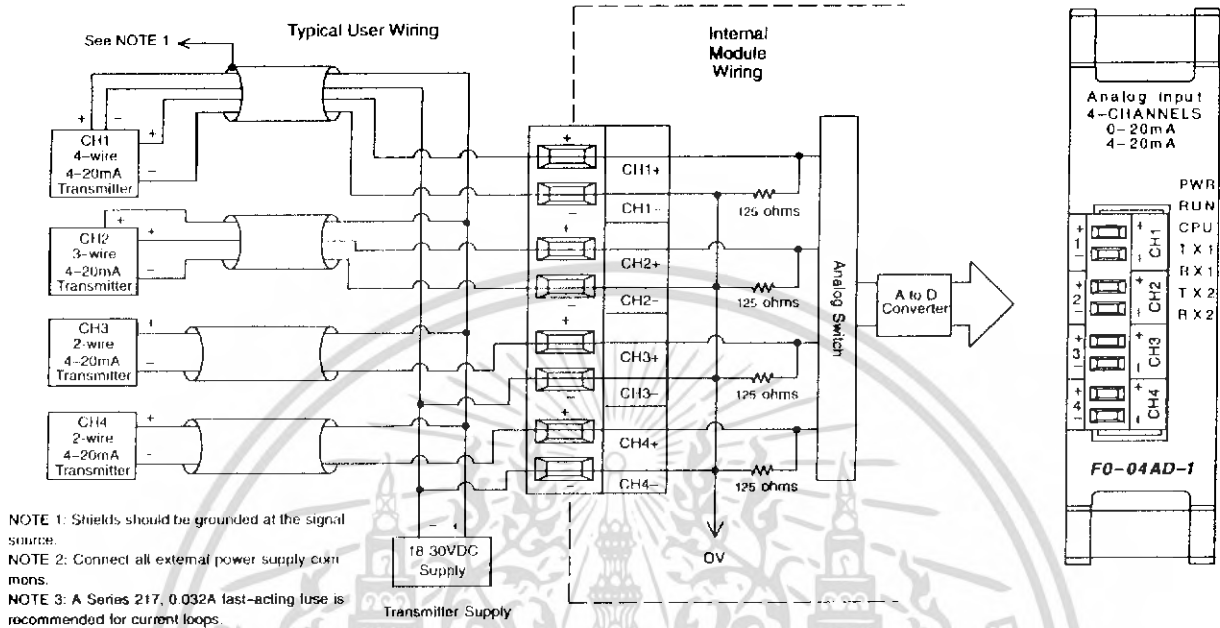 See NOTE 1
Typical User Wiring
Internal
Module
Wiring
+ -
CH1
4-wire
4-20mA
Transmitter
+
-
CH2
3-wire
4-20mA
Transmitter
+
+
-
CH3
2-wire
4-20mA
Transmitter
+
-
CH4
2-wire
4-20mA
Transmitter
+
-
+
CH1+
-
CH1-
+
CH2+
-
CH2-
+
CH3+
-
CH3-
+
CH4+
-
CH4-
125 ohms
125 ohms
125 ohms
125 ohms
0V
Analog Switch
A to D
Converter
- +
18-30VDC
Supply
Transmitter Supply
NOTE 1: Shields should be grounded at the signal
source.
NOTE 2: Connect all external power supply com
mons.
NOTE 3: A Series 217, 0.032A fast-acting fuse is
recommended for current loops.
Analog Input
4-CHANNELS
0-20mA
4-20mA
PWR
RUN
CPU
TX1
RX1
TX2
RX2
+ 1 - + CH1 -
+ 2 - + CH2 -
+ 3 - + CH3 -
+ 4 + CH4 -
F0-04AD-1